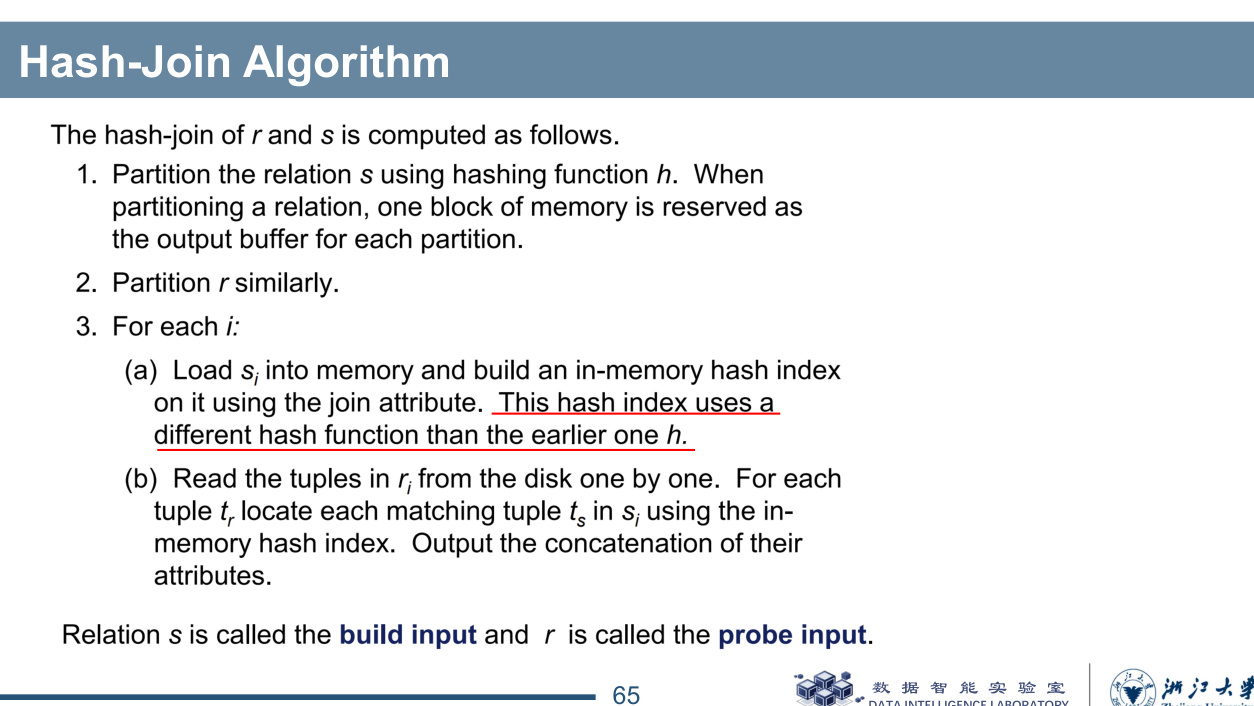 Hash-Join Algorithm
The hash-join of r and s is computed as follows.
1. Partition the relation s using hashing function h. When
partitioning a relation, one block of memory is reserved as
the output buffer for each partition.
2. Partition r similarly.
3. For each i:
(a) Load si into memory and build an in-memory hash index
on it using the join attribute. This hash index uses a
different hash function than the earlier one h.
(b) Read the tuples in ri from the disk one by one. For each
tuple tr locate each matching tuple ts in si using the in-
memory hash index. Output the concatenation of their
attributes.
Relation s is called the build input and r is called the probe input.
65
数据智能实验室
DATA INTELLIGENCE LABORATORY
浙江大学